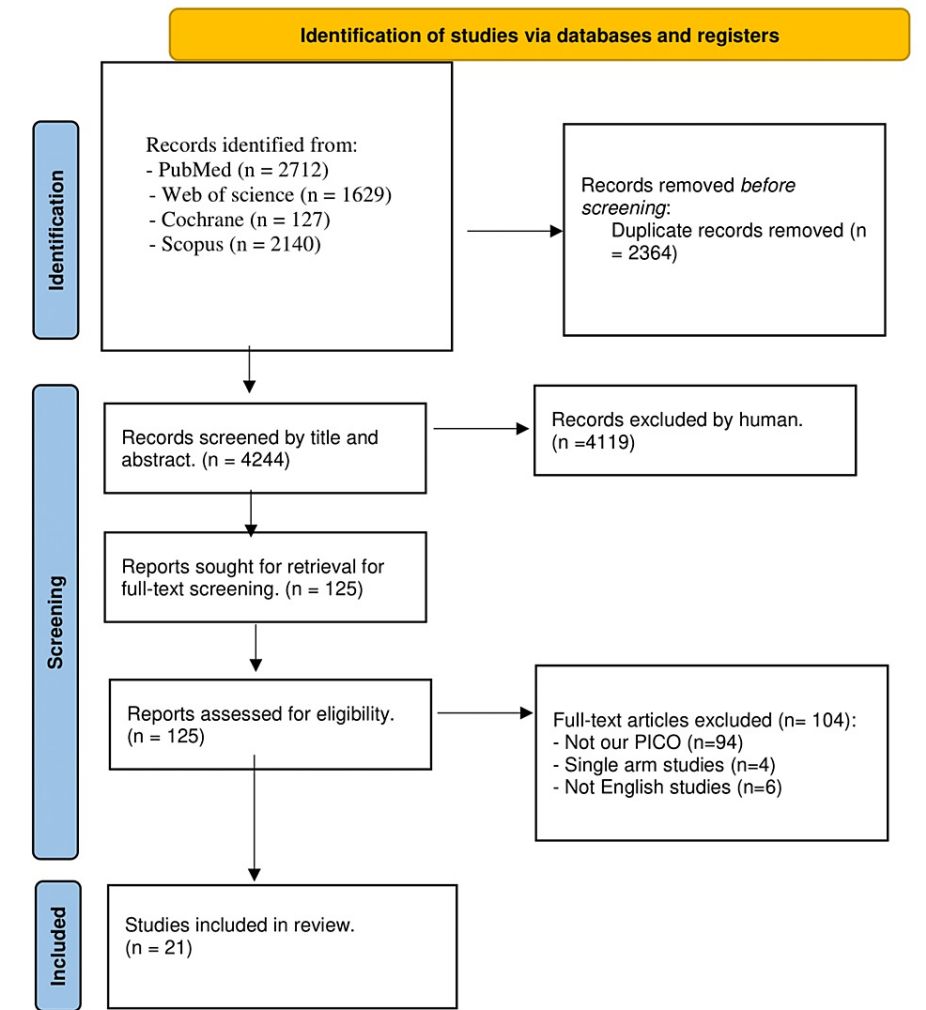 Identification of studies via databases and registers
Identification
Records identified from:
- PubMed (n = 2712)
- Web of science (n = 1629)
- Cochrane (n = 127)
- Scopus (n = 2140)
Records removed before
screening:
Duplicate records removed (n
= 2364)
Screening
Records screened by title and
abstract. (n = 4244)
Records excluded by human.
(n =4119)
Reports sought for retrieval for
full-text screening. (n = 125)
Reports assessed for eligibility.
(n = 125)
Full-text articles excluded (n= 104):
- Not our PICO (n=94)
- Single arm studies (n=4)
- Not English studies (n=6)
Included
Studies included in review.
(n = 21)